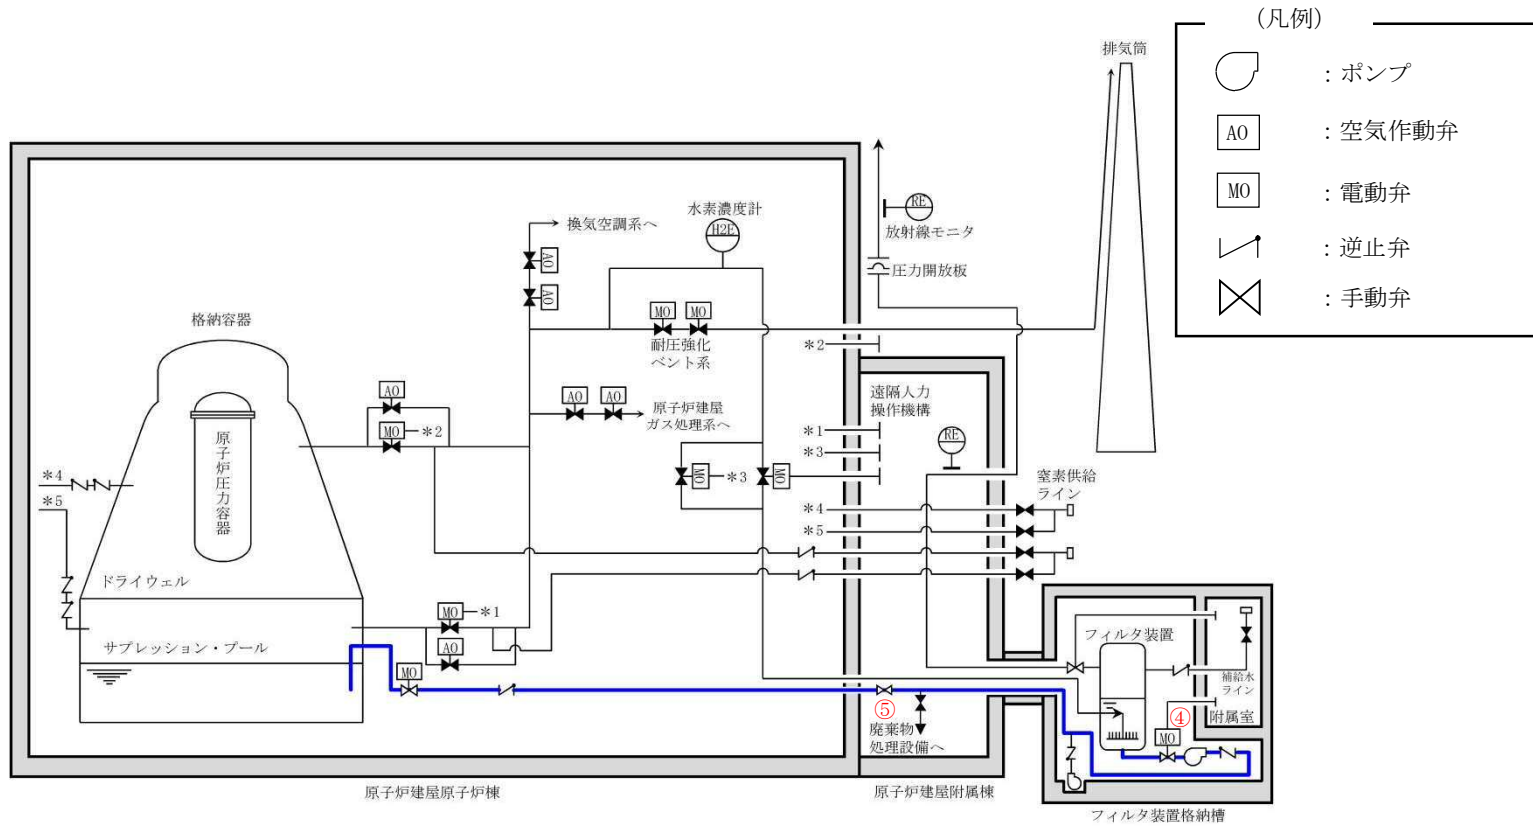 (凡例)
:ポンプ
AO
:空気作動弁
MO
:電動弁
:逆止弁
:手動弁
排気筒
水素濃度計
H2E
RE
放射線モニタ
圧力開放板
換気空調系へ
AO
AO
MO
MO
耐圧強化
ベント系
*2
格納容器
AO
MO
*2
AO
AO
原子炉建屋
ガス処理系へ
遠隔人力
操作機構
*1
*3
RE
原子炉圧力容器
*4
*5
MO
*3
MO
*4
*5
窒素供給
ライン
ドライウェル
サプレッション・プール
MO
*1
AO
MO
フィルタ装置
補給水
ライン
附属室
④
MO
⑤
廃棄物
処理設備へ
原子炉建屋原子炉棟
原子炉建屋附属棟
フィルタ装置格納槽